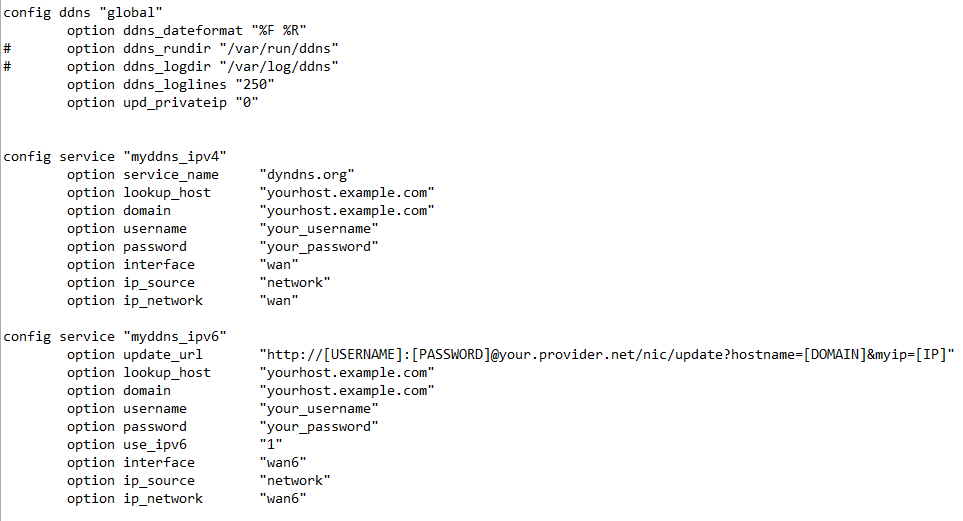 config ddns "global"
        option ddns_dateformat "%F %R"
#       option ddns_rundir "/var/run/ddns"
#       option ddns_logdir "/var/log/ddns"
        option ddns_loglines "250"
        option upd_privateip "0"


config service "myddns_ipv4"
        option service_name     "dyndns.org"
        option lookup_host      "yourhost.example.com"
        option domain           "yourhost.example.com"
        option username         "your_username"
        option password         "your_password"
        option interface        "wan"
        option ip_source        "network"
        option ip_network       "wan"

config service "myddns_ipv6"
        option update_url       "http://[USERNAME]:[PASSWORD]@your.provider.net/nic/update?hostname=[DOMAIN]&myip=[IP]"
        option lookup_host      "yourhost.example.com"
        option domain           "yourhost.example.com"
        option username         "your_username"
        option password         "your_password"
        option use_ipv6         "1"
        option interface        "wan6"
        option ip_source        "network"
        option ip_network       "wan6"